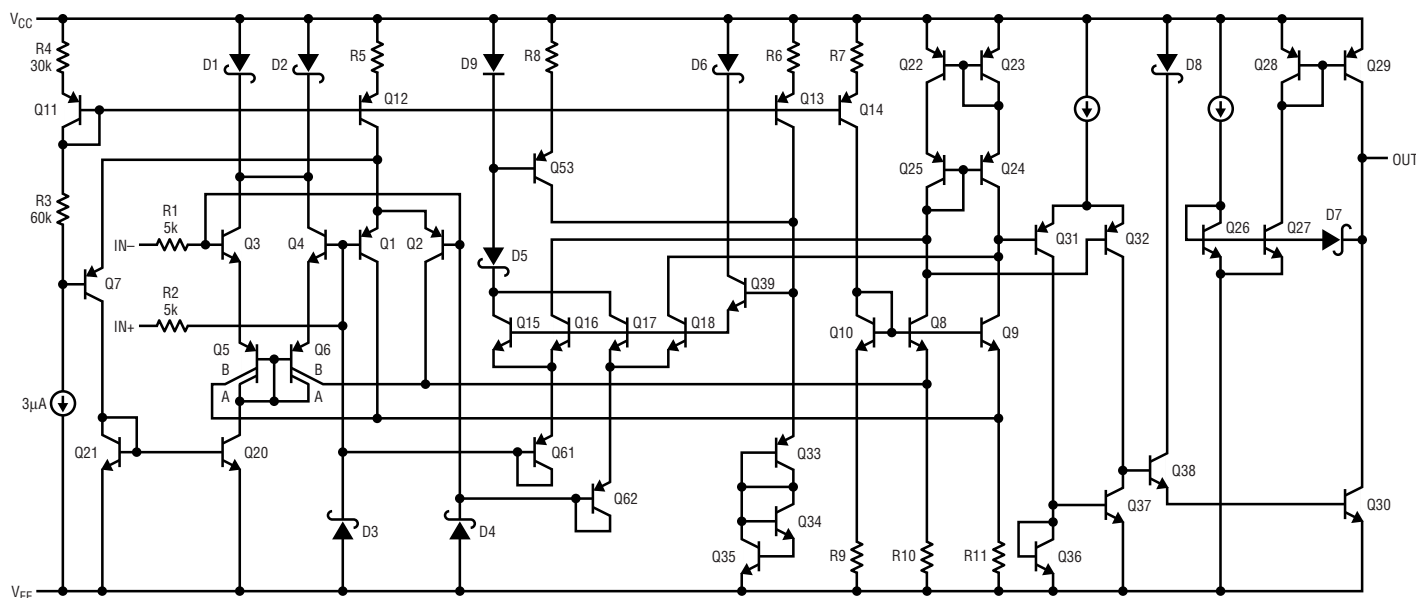 VCC
R4
30k
D1
D2
R5
D9
R8
D6
R6
R7
Q22
Q23
Q28
Q29
D8
Q11
Q12
Q13
Q14
R3
60k
Q53
Q25
Q24
OUT
R1
5k
IN–
Q3
Q4
Q1
Q2
D5
Q31
Q32
Q26
Q27
D7
Q7
R2
5k
IN+
Q39
Q15
Q16
Q17
Q18
Q10
Q8
Q9
Q5
Q6
B
B
A
A
3µA
Q21
Q20
Q61
Q62
Q33
Q38
D3
D4
Q34
Q37
Q30
Q35
R9
R10
R11
Q36
VEE